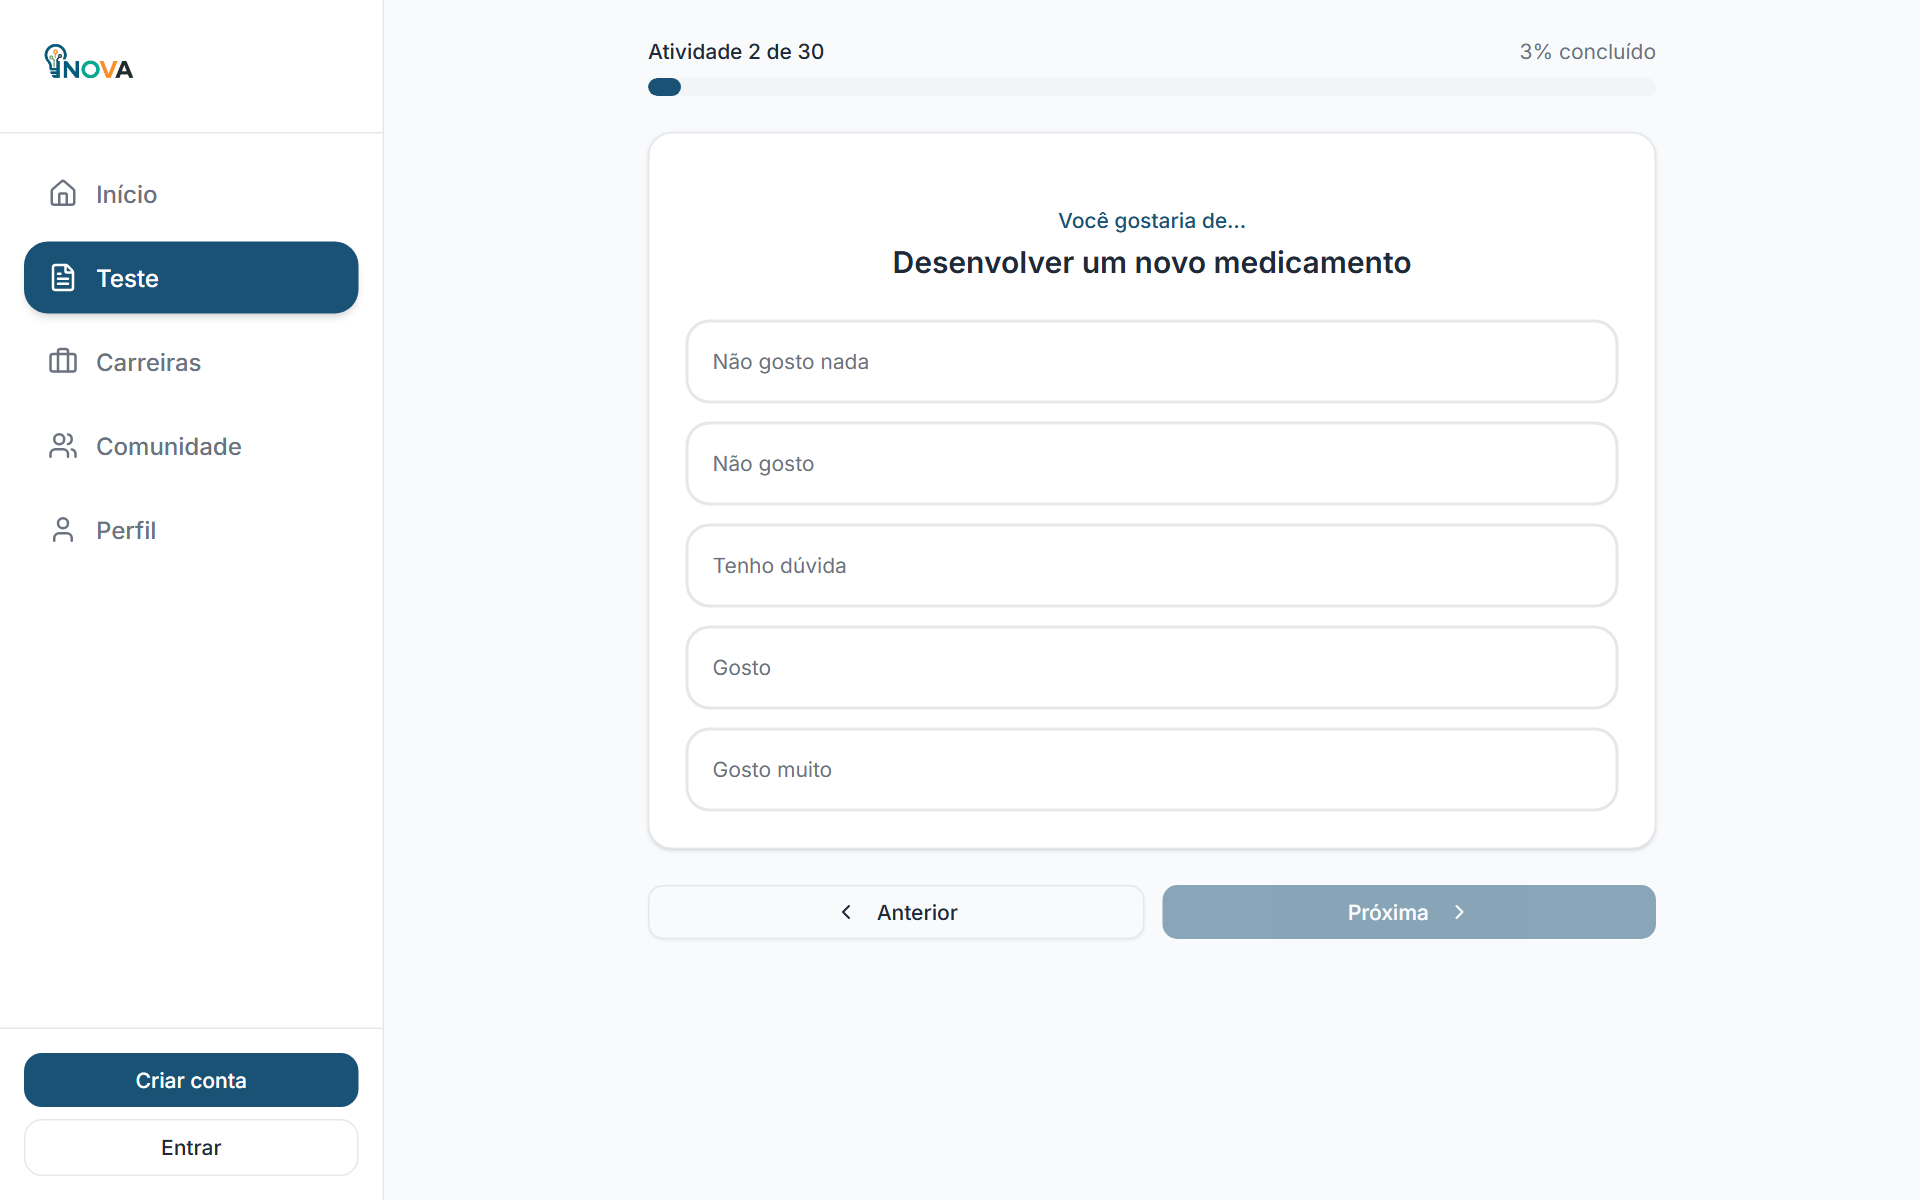 INOVA
Início
Teste
Carreiras
Comunidade
Perfil
Criar conta
Entrar
Atividade 2 de 30
3% concluído
Você gostaria de...
Desenvolver um novo medicamento
Não gosto nada
Não gosto
Tenho dúvida
Gosto
Gosto muito
Anterior
Próxima